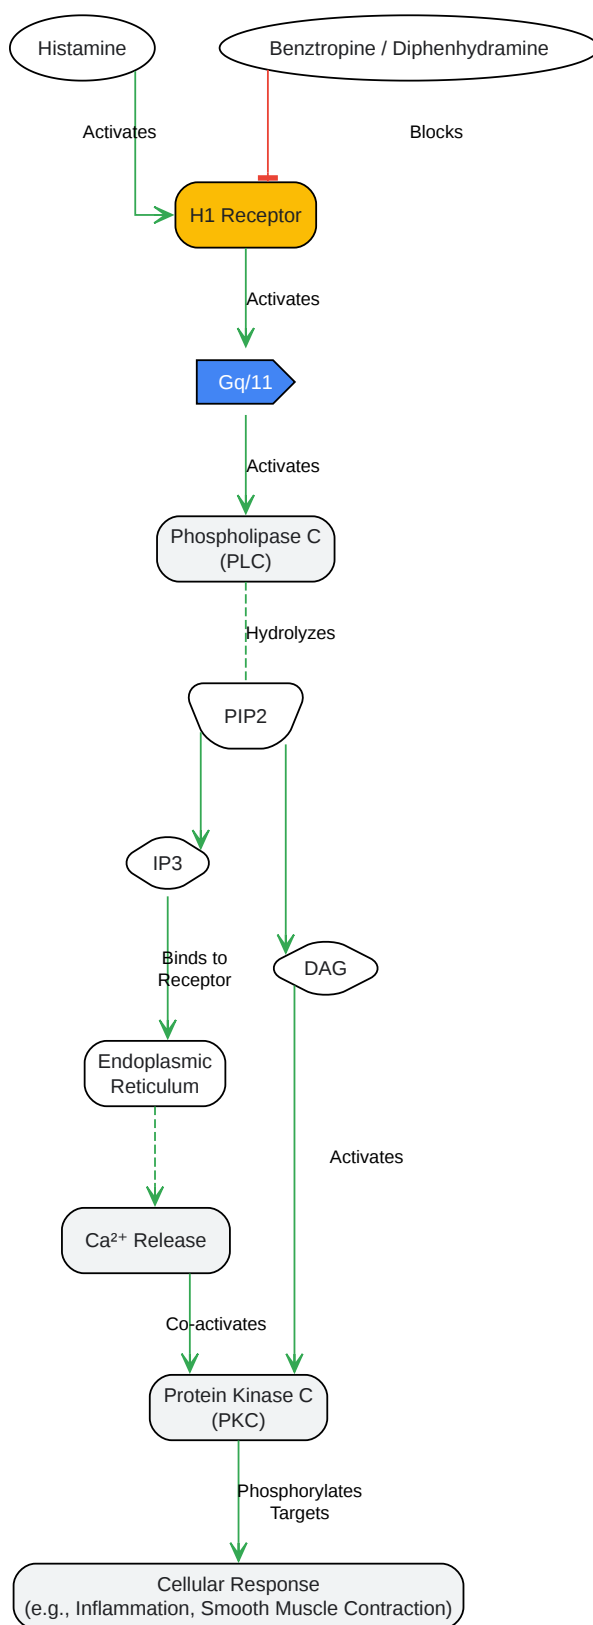 Histamine
Benztropine / Diphenhydramine
Activates
Blocks
H1 Receptor
Activates
Gq/11
Activates
Phospholipase C
(PLC)
Hydrolyzes
PIP2
IP3
Binds to
Receptor
DAG
Endoplasmic
Reticulum
Activates
Ca²⁺ Release
Co-activates
Protein Kinase C
(PKC)
Phosphorylates
Targets
Cellular Response
(e.g., Inflammation, Smooth Muscle Contraction)